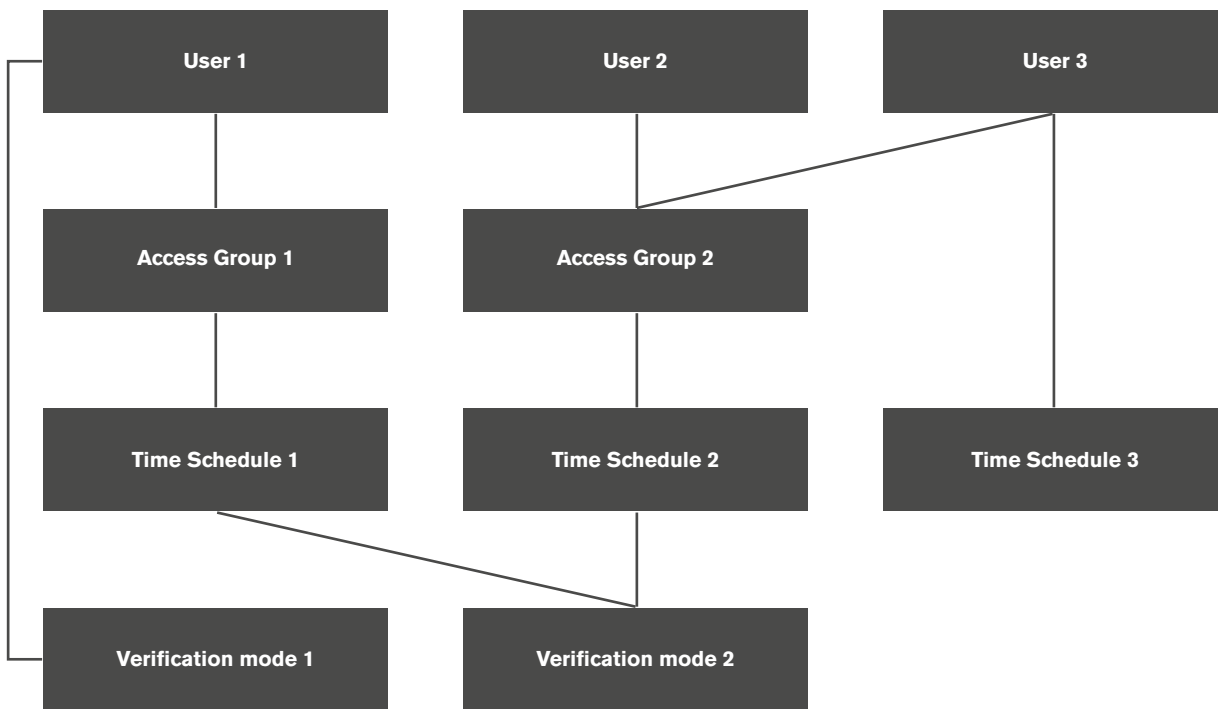 User 1
User 2
User 3
Access Group 1
Access Group 2
Time Schedule 1
Time Schedule 2
Time Schedule 3
Verification mode 1
Verification mode 2